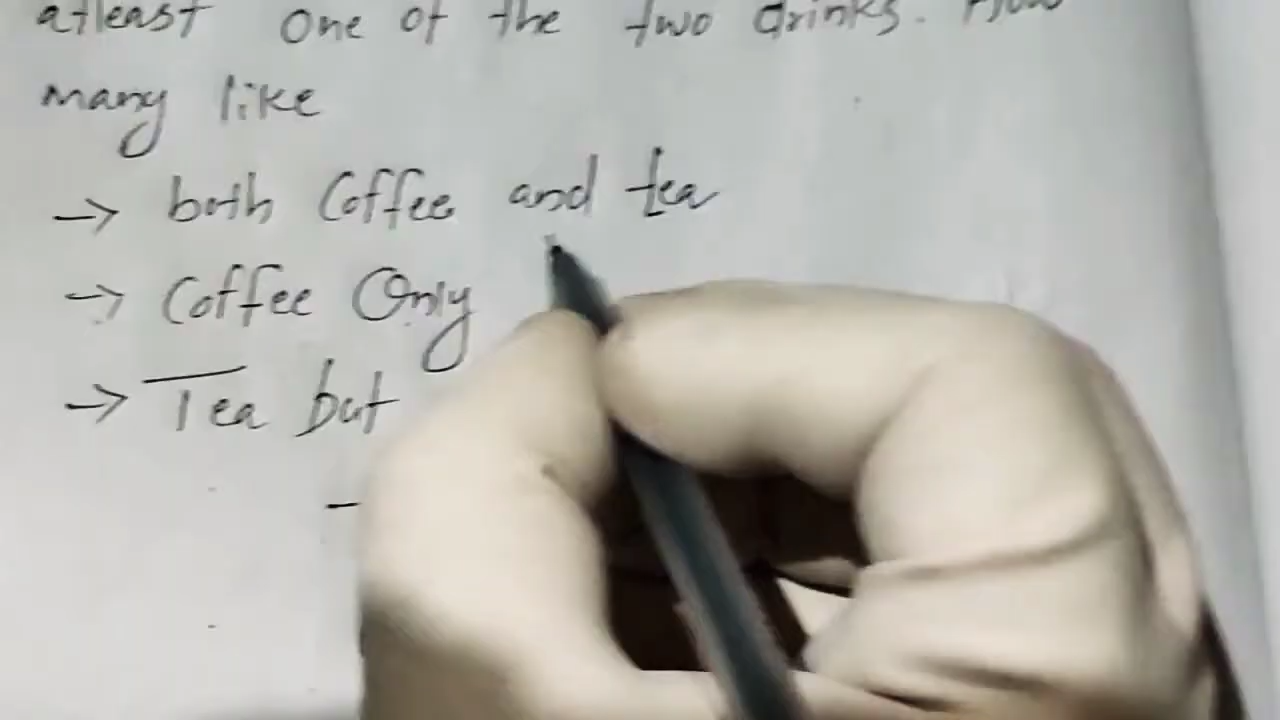 atleast one of the two drinks. How
many like
→ both Coffee and tea
→ Coffee Only
→ Tea but